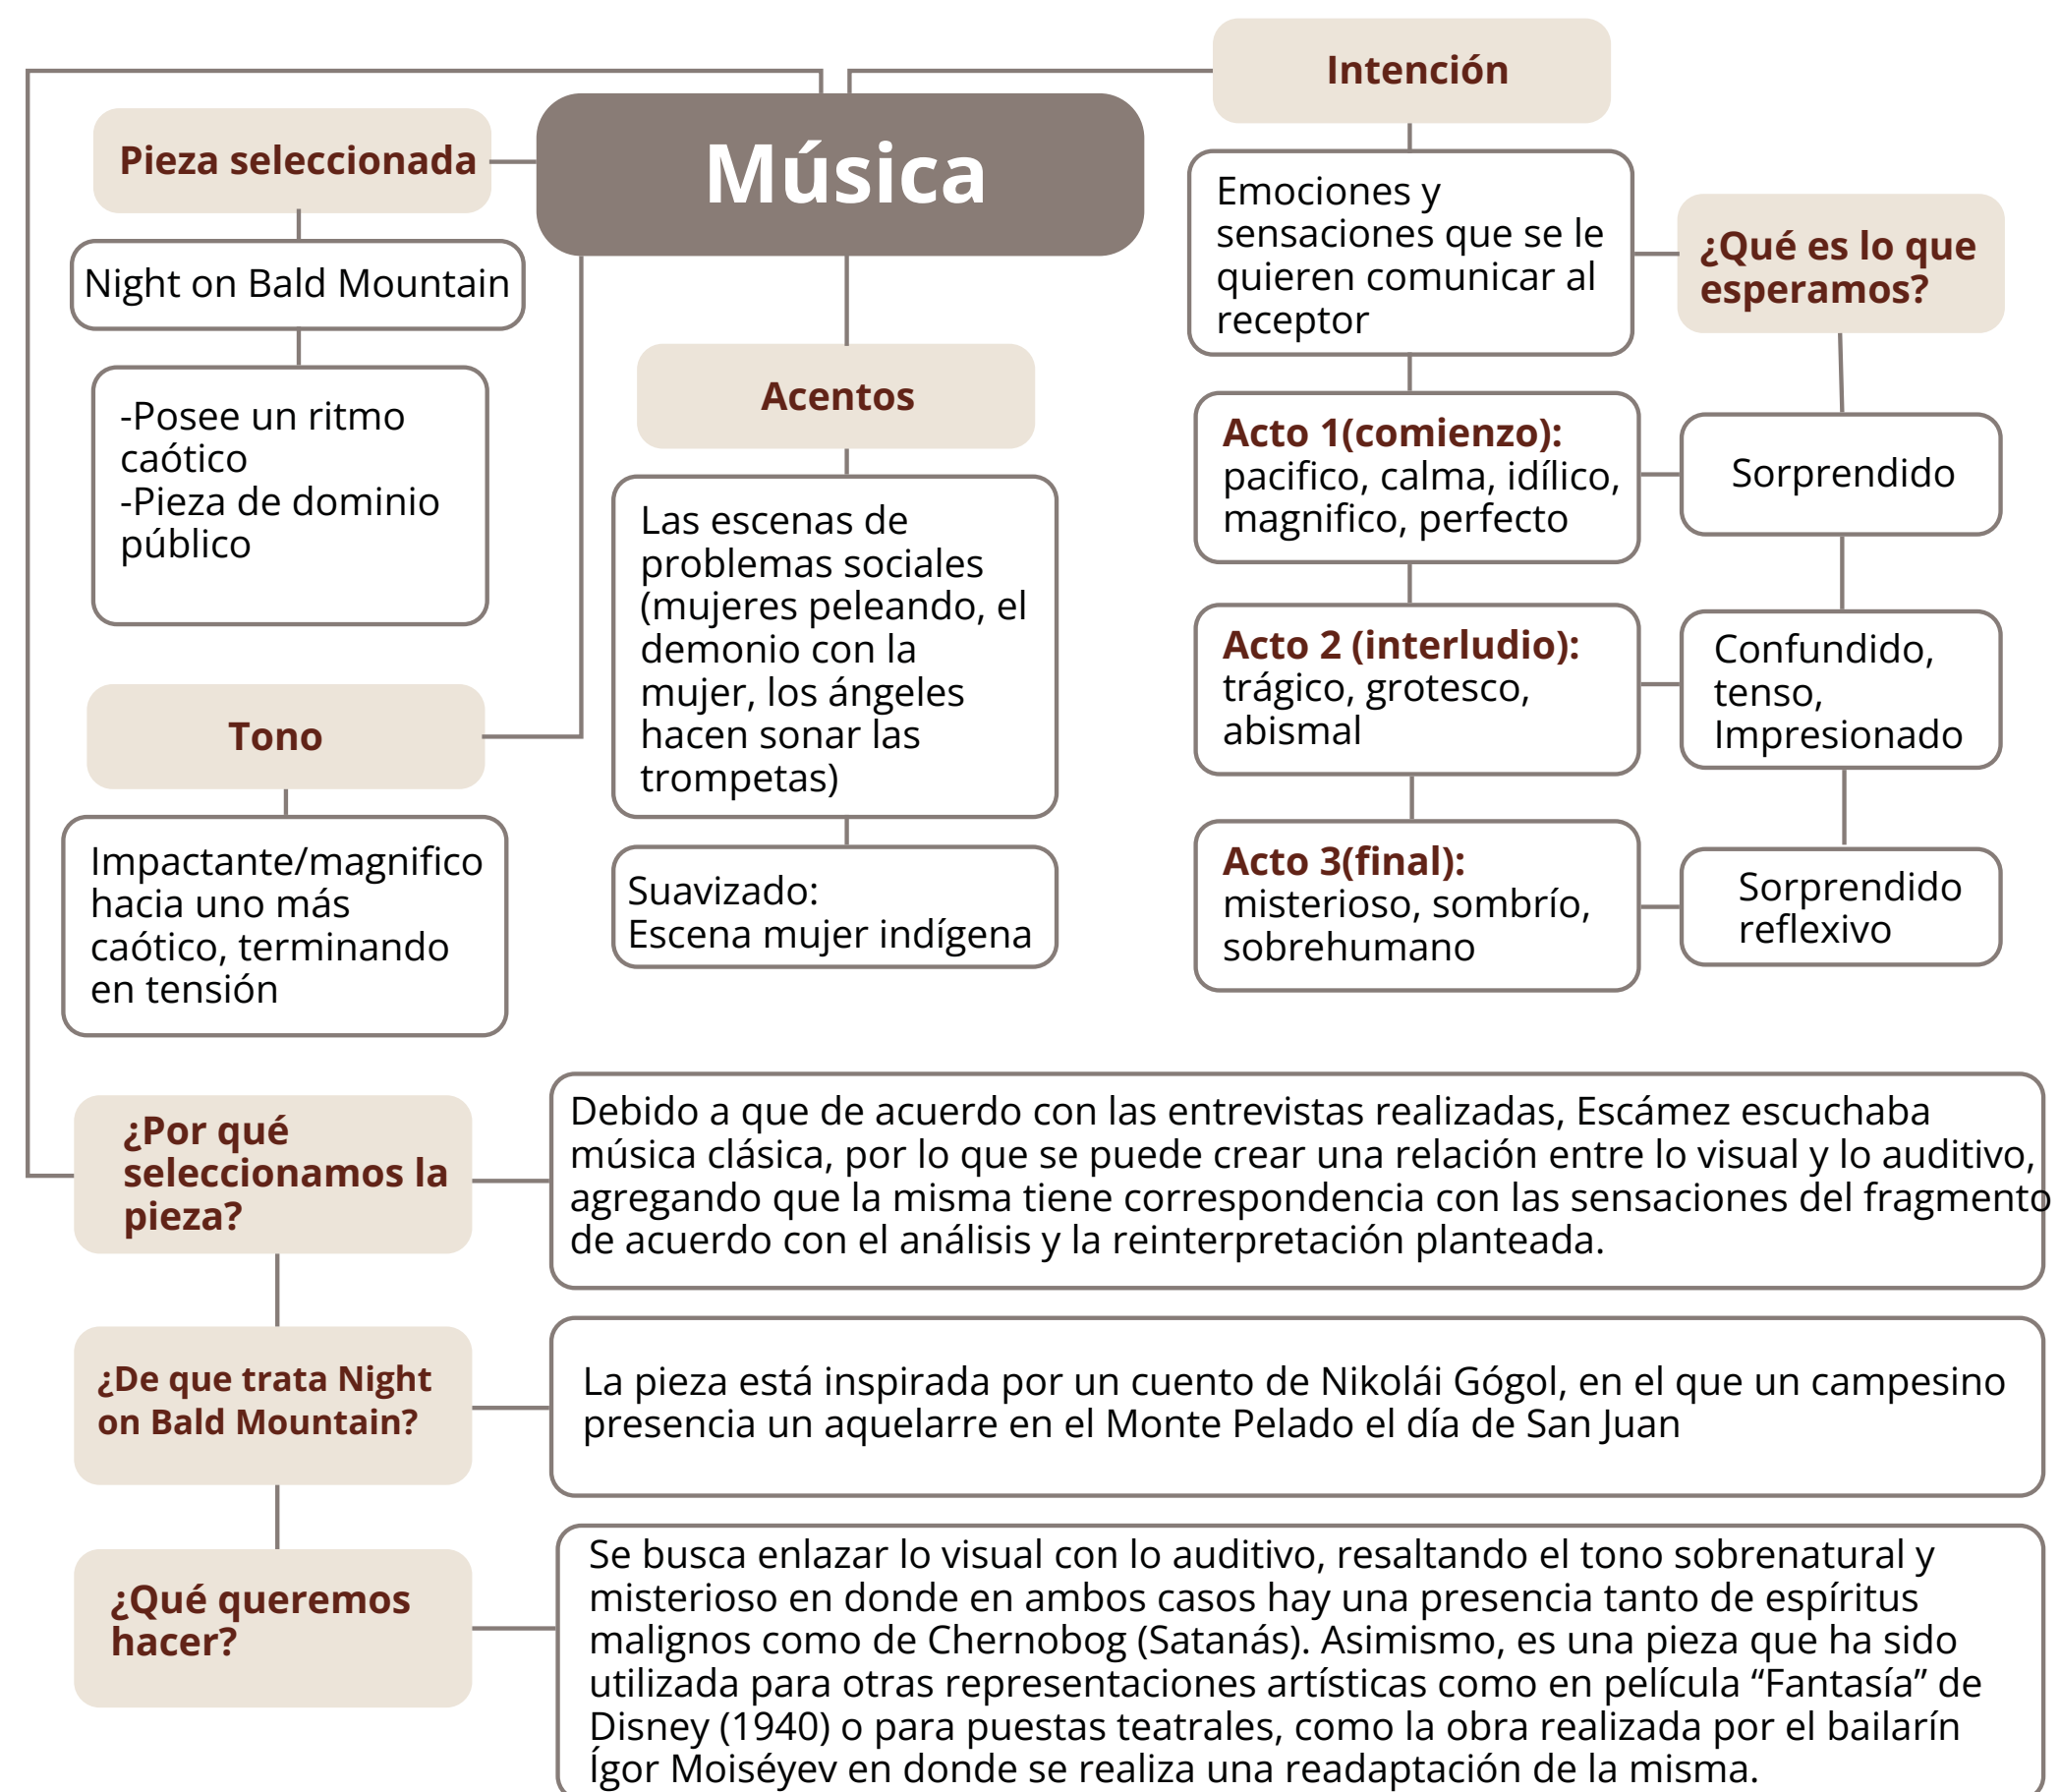 Música
Pieza seleccionada
Night on Bald Mountain
-Posee un ritmo
caótico
-Pieza de dominio
público
Tono
Impactante/magnifico
hacia uno más
caótico, terminando
en tensión
Acentos
Las escenas de
problemas sociales
(mujeres peleando, el
demonio con la
mujer, los ángeles
hacen sonar las
trompetas)
Suavizado:
Escena mujer indígena
Intención
Emociones y
sensaciones que se le
quieren comunicar al
receptor
Acto 1(comienzo):
pacifico, calma, idílico,
magnifico, perfecto
Acto 2 (interludio):
trágico, grotesco,
abismal
Acto 3(final):
misterioso, sombrío,
sobrehumano
¿Qué es lo que
esperamos?
Sorprendido
Confundido,
tenso,
Impresionado
Sorprendido
reflexivo
¿Por qué
seleccionamos la
pieza?
Debido a que de acuerdo con las entrevistas realizadas, Escámez escuchaba
música clásica, por lo que se puede crear una relación entre lo visual y lo auditivo,
agregando que la misma tiene correspondencia con las sensaciones del fragmento
de acuerdo con el análisis y la reinterpretación planteada.
¿De que trata Night
on Bald Mountain?
La pieza está inspirada por un cuento de Nikolái Gógol, en el que un campesino
presencia un aquelarre en el Monte Pelado el día de San Juan
¿Qué queremos
hacer?
Se busca enlazar lo visual con lo auditivo, resaltando el tono sobrenatural y
misterioso en donde en ambos casos hay una presencia tanto de espíritus
malignos como de Chernobog (Satanás). Asimismo, es una pieza que ha sido
utilizada para otras representaciones artísticas como en película “Fantasía” de
Disney (1940) o para puestas teatrales, como la obra realizada por el bailarín
Ígor Moiséyev en donde se realiza una readaptación de la misma.